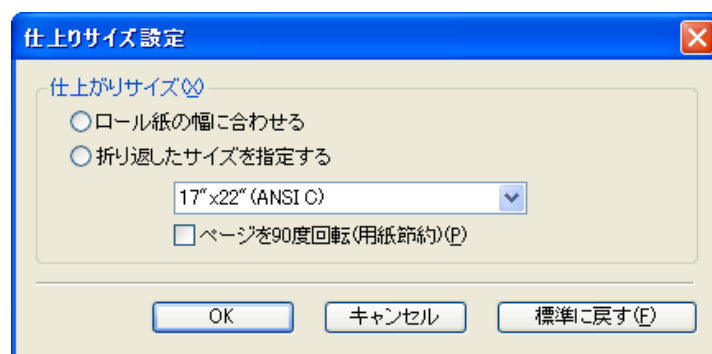 仕上りサイズ設定
仕上がりサイズ(X)
ロール紙の幅に合わせる
折り返したサイズを指定する
17"x22"(ANSI C)
ページを90度回転(用紙節約)(P)
OK キャンセル 標準に戻す(F)